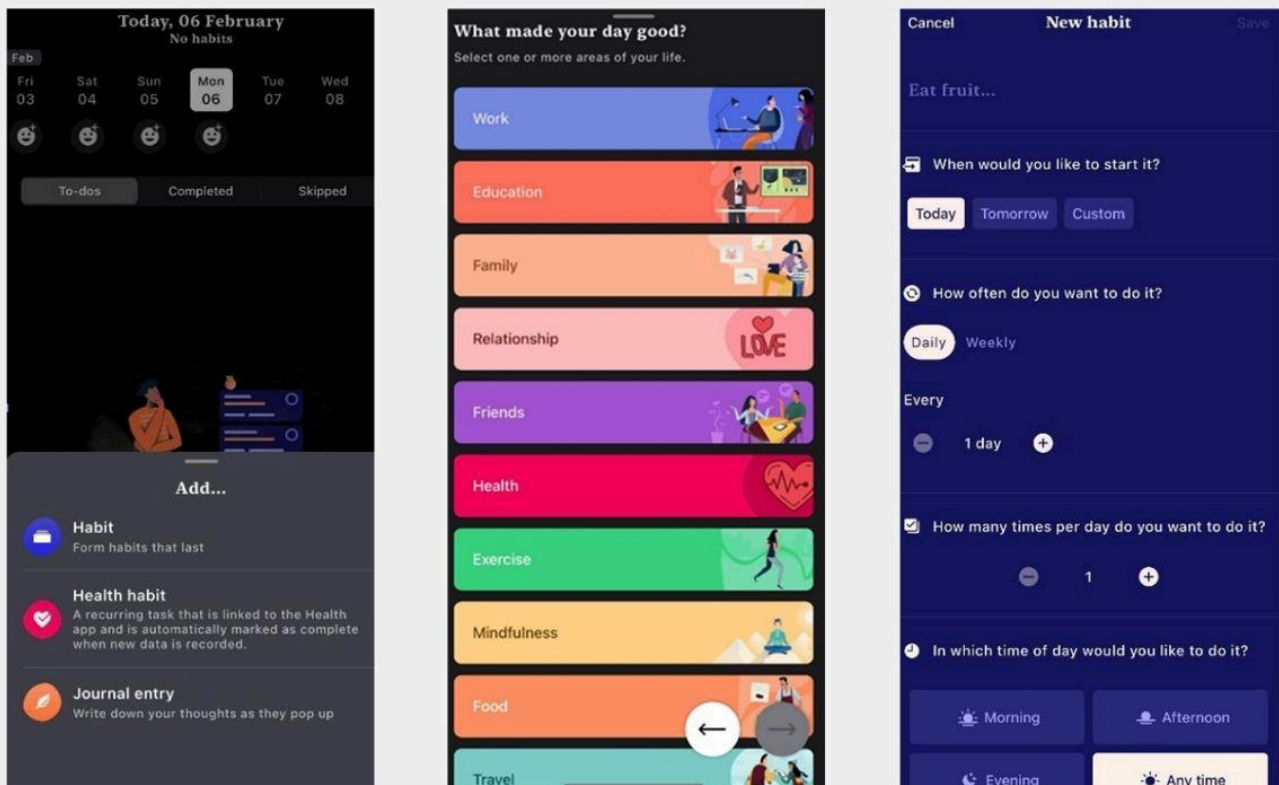 Today, 06 February
No habits
Feb
Fri Sat Sun Mon Tue Wed
03 04 05 06 07 08
To-dos Completed Skipped
Add...
Habit
Form habits that last
Health habit
A recurring task that is linked to the Health
app and is automatically marked as complete
when new data is recorded.
Journal entry
Write down your thoughts as they pop up
What made your day good?
Select one or more areas of your life.
Work
Education
Family
Relationship
LOVE
Friends
Health
Exercise
Mindfulness
Food
Travel
Cancel New habit Save
Eat fruit...
When would you like to start it?
Today Tomorrow Custom
How often do you want to do it?
Daily Weekly
Every
1 day
How many times per day do you want to do it?
1
In which time of day would you like to do it?
Morning Afternoon
Evening Any time